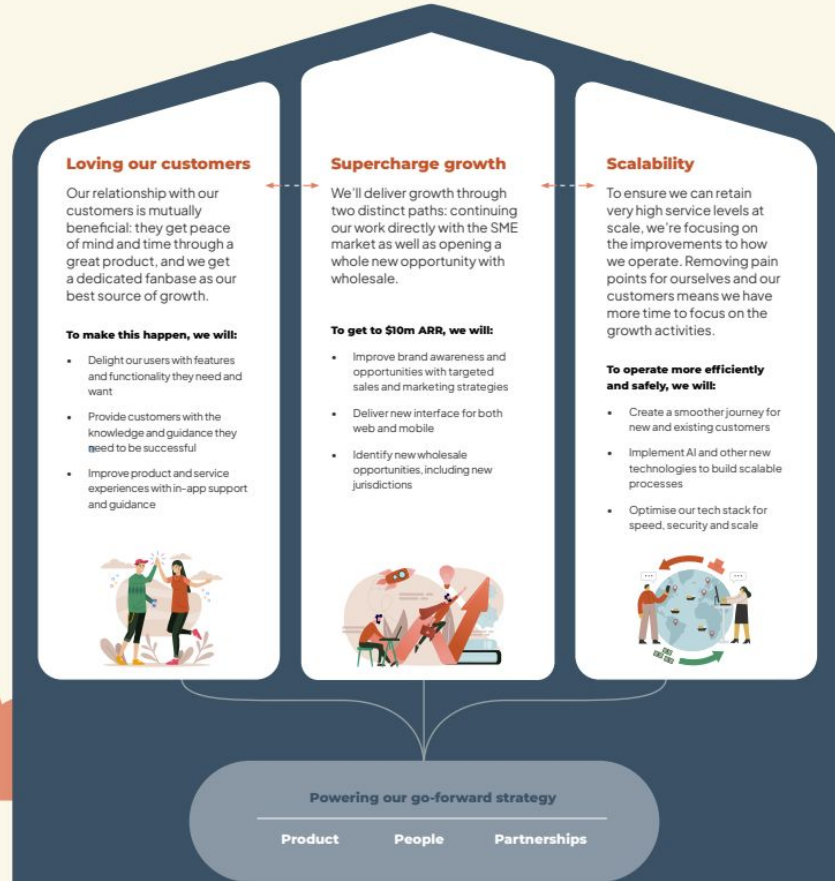 Loving our customers
Our relationship with our
customers is mutually
beneficial: they get peace
of mind and time through a
great product, and we get
a dedicated fanbase as our
best source of growth.
To make this happen, we will:
• Delight our users with features
and functionality they need and
want
• Provide customers with the
knowledge and guidance they
need to be successful
• Improve product and service
experiences with in-app support
and guidance
Supercharge growth
We'll deliver growth through
two distinct paths: continuing
our work directly with the SME
market as well as opening a
whole new opportunity with
wholesale.
To get to $10m ARR, we will:
• Improve brand awareness and
opportunities with targeted
sales and marketing strategies
• Deliver new interface for both
web and mobile
• Identify new wholesale
opportunities, including new
jurisdictions
Scalability
To ensure we can retain
very high service levels at
scale, we're focusing on
the improvements to how
we operate. Removing pain
points for ourselves and our
customers means we have
more time to focus on the
growth activities.
To operate more efficiently
and safely, we will:
• Create a smoother journey for
new and existing customers
• Implement AI and other new
technologies to build scalable
processes
• Optimise our tech stack for
speed, security and scale
Powering our go-forward strategy
Product People Partnerships